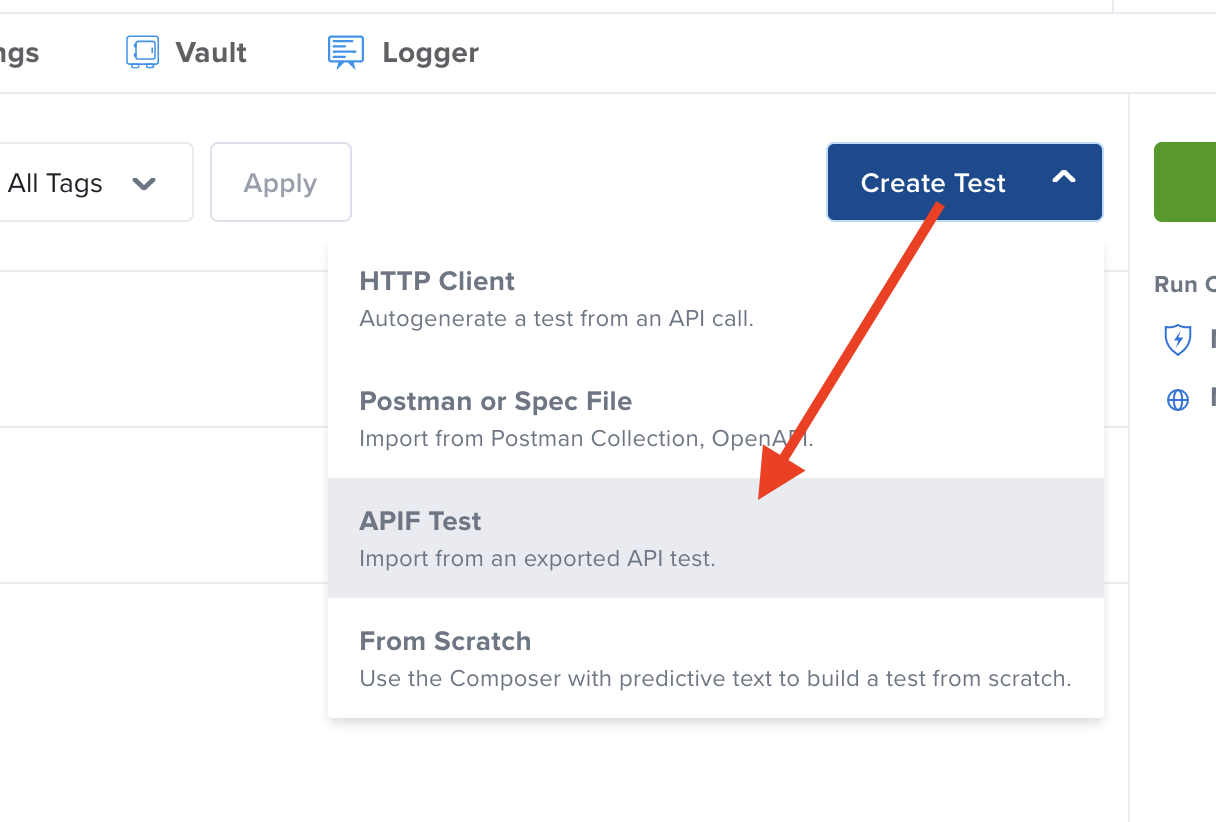 Vault
Logger
All Tags
Apply
Create Test
HTTP Client
Autogenerate a test from an API call.
Run
Postman or Spec File
Import from Postman Collection, OpenAPI.
APIF Test
Import from an exported API test.
From Scratch
Use the Composer with predictive text to build a test from scratch.